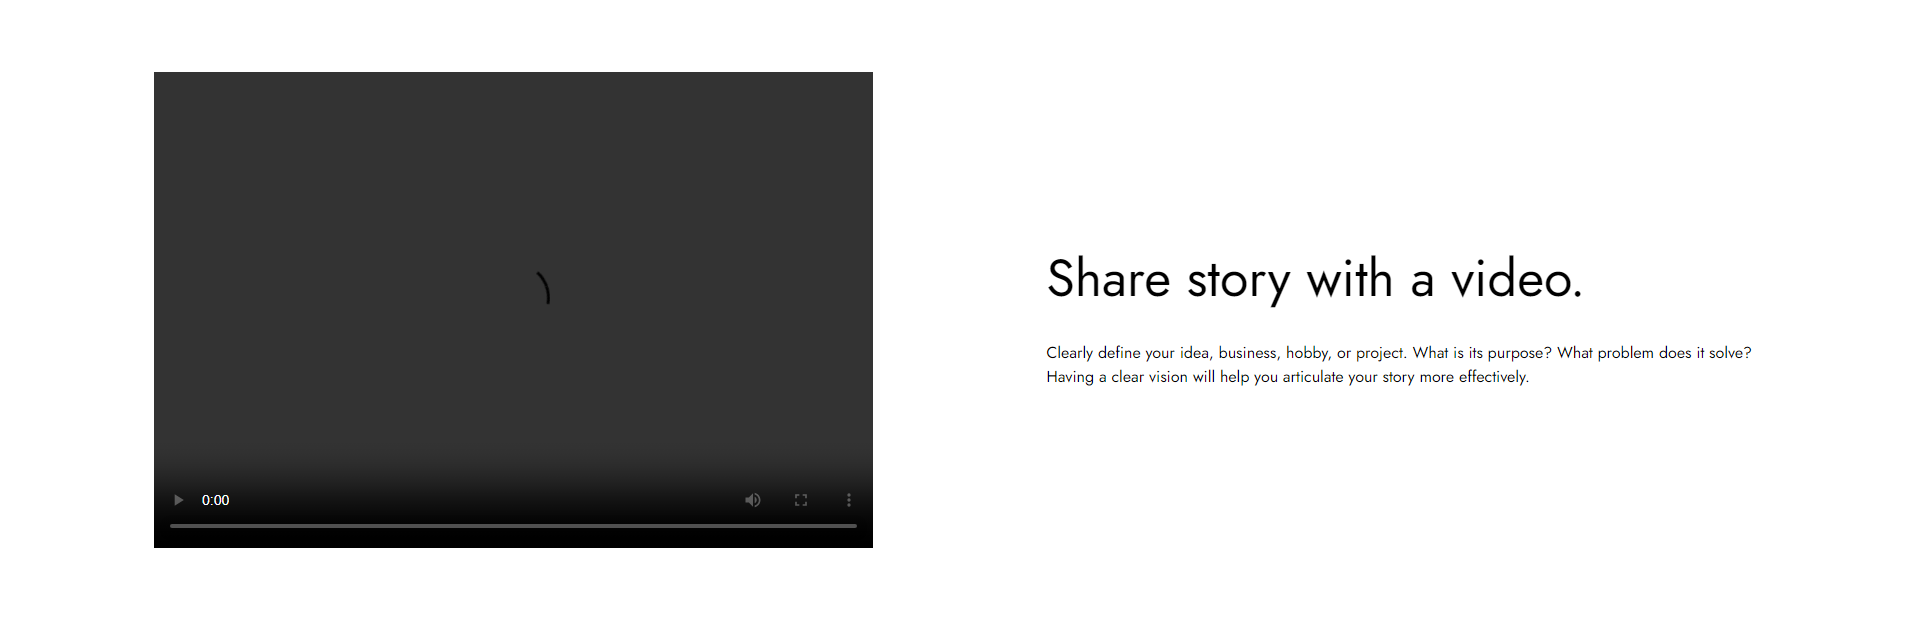 0:00
Share story with a video.
Clearly define your idea, business, hobby, or project. What is its purpose? What problem does it solve?
Having a clear vision will help you articulate your story more effectively.